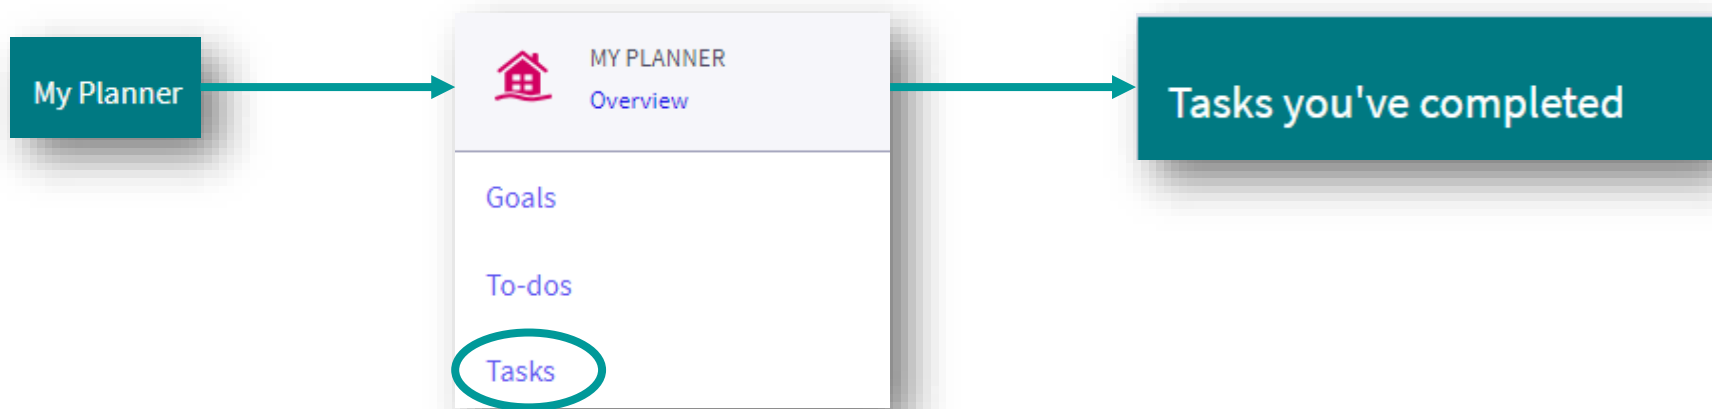 My Planner
MY PLANNER
Overview
Goals
To-dos
Tasks
Tasks you've completed